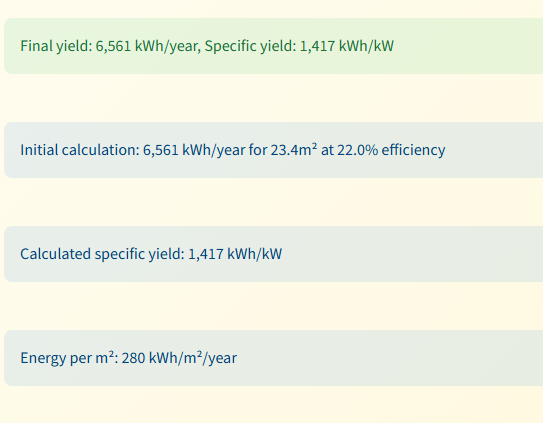 Final yield: 6,561 kWh/year, Specific yield: 1,417 kWh/kW
Initial calculation: 6,561 kWh/year for 23.4m² at 22.0% efficiency
Calculated specific yield: 1,417 kWh/kW
Energy per m²: 280 kWh/m²/year